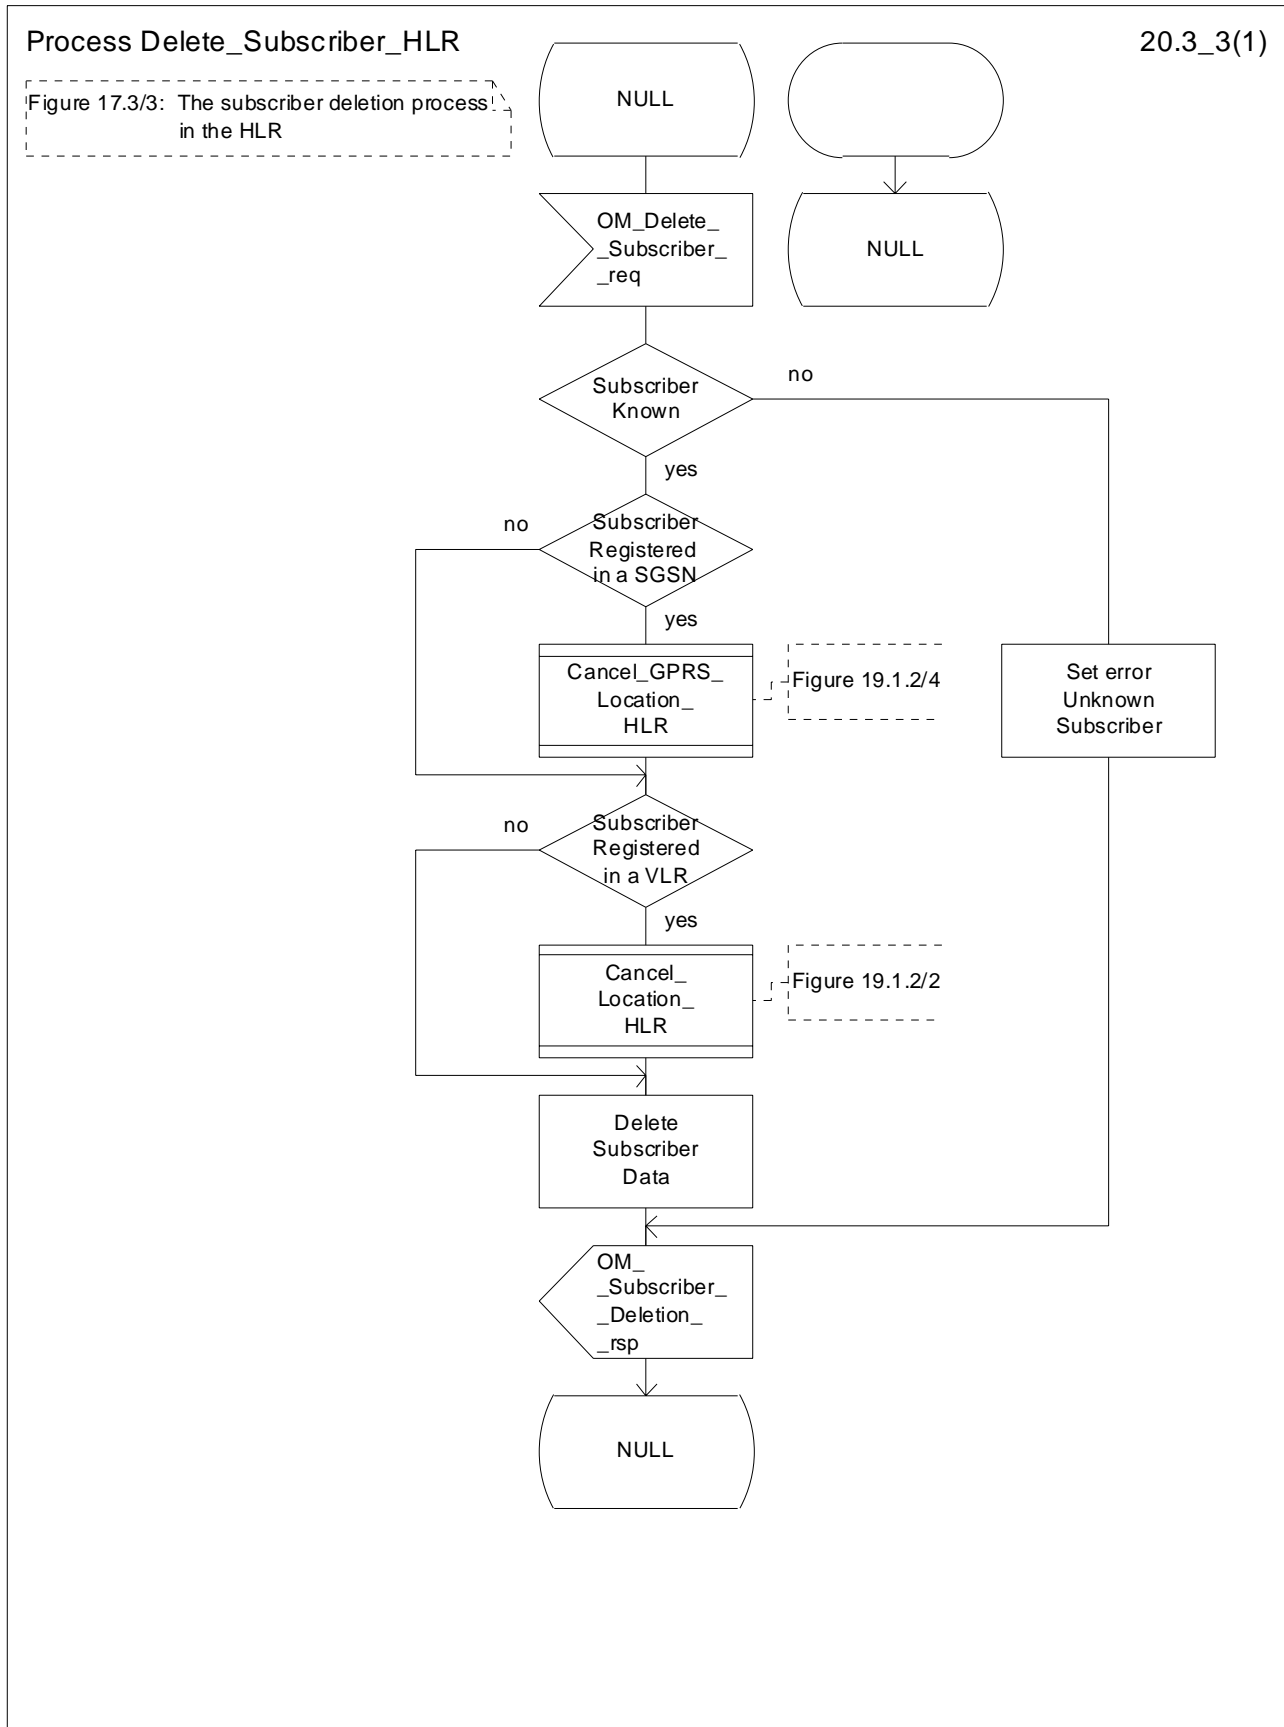 Process Delete_Subscriber_HLR
20.3_3(1)
Figure 17.3/3: The subscriber deletion process
in the HLR
NULL
NULL
OM_Delete_
_Subscriber_
_req
Subscriber
Known
no
yes
Subscriber
Registered
in a SGSN
no
yes
Cancel_GPRS_
Location_
HLR
Figure 19.1.2/4
Set error
Unknown
Subscriber
Subscriber
Registered
in a VLR
no
yes
Cancel_
Location_
HLR
Figure 19.1.2/2
Delete
Subscriber
Data
OM_
_Subscriber_
_Deletion_
_rsp
NULL